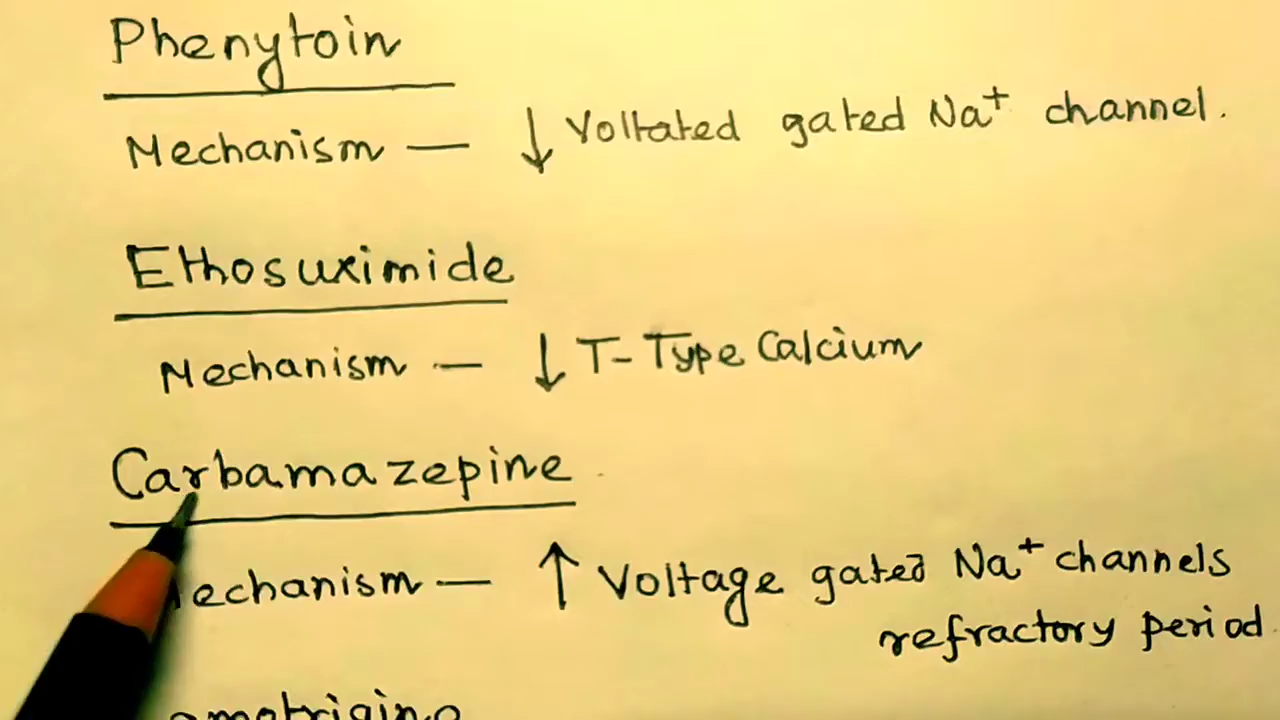 Phenytoin
Mechanism — ↓ Voltated gated Na⁺ channel.
Ethosuximide
Mechanism — ↓ T-Type Calcium
Carbamazepine
Mechanism — ↑ Voltage gated Na⁺ channels
refractory period